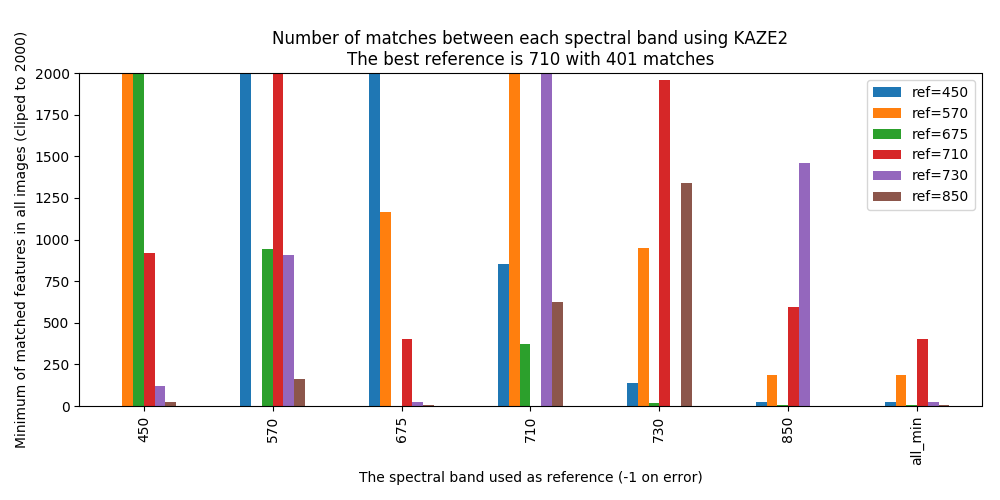 Number of matches between each spectral band using KAZE2
The best reference is 710 with 401 matches
Minimum of matched features in all images (cliped to 2000)
2000
1750
1500
1250
1000
750
500
250
0
ref=450
ref=570
ref=675
ref=710
ref=730
ref=850
450
570
675
710
730
850
all_min
The spectral band used as reference (-1 on error)